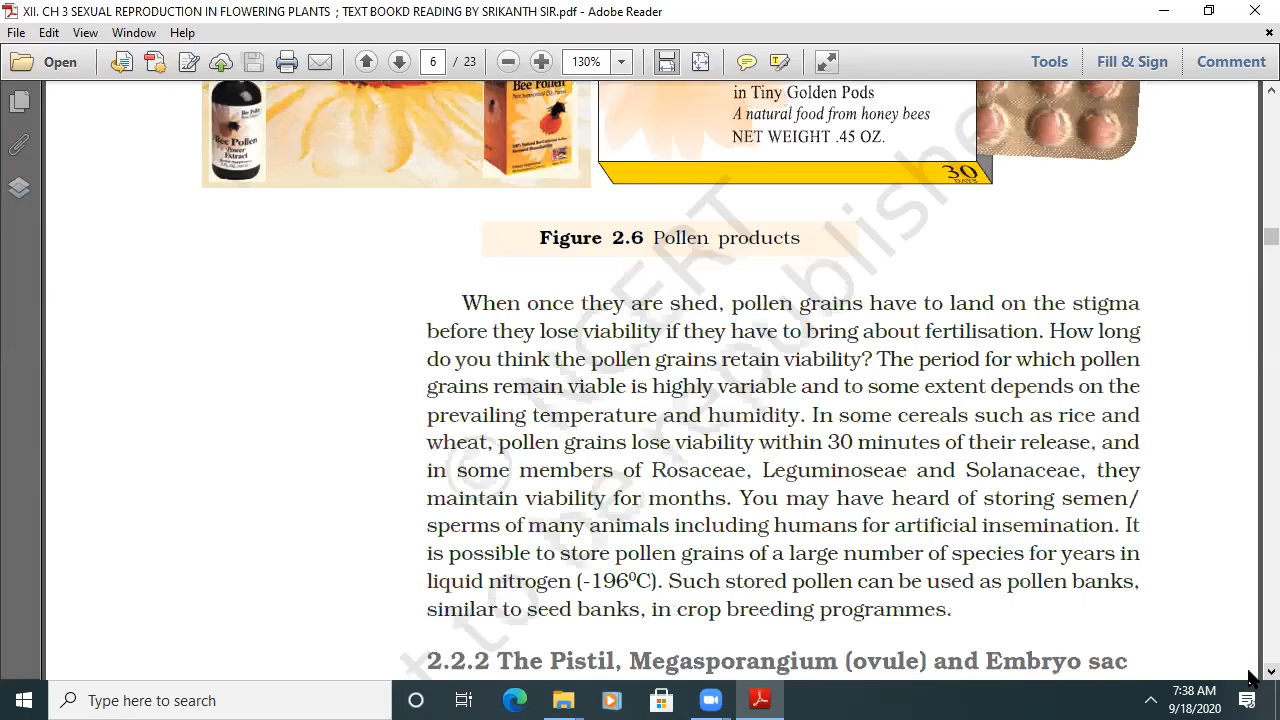 XII. CH 3 SEXUAL REPRODUCTION IN FLOWERING PLANTS ; TEXT BOOKD READING BY SRIKANTH SIR.pdf - Adobe Reader
File Edit View Window Help
Open 6 / 23 130% Tools Fill & Sign Comment
Bee Pollen
in Tiny Golden Pods
A natural food from honey bees
NET WEIGHT .45 OZ.
Bee Pollen
Power
Extract
30
DAYS
Figure 2.6 Pollen products
When once they are shed, pollen grains have to land on the stigma
before they lose viability if they have to bring about fertilisation. How long
do you think the pollen grains retain viability? The period for which pollen
grains remain viable is highly variable and to some extent depends on the
prevailing temperature and humidity. In some cereals such as rice and
wheat, pollen grains lose viability within 30 minutes of their release, and
in some members of Rosaceae, Leguminoseae and Solanaceae, they
maintain viability for months. You may have heard of storing semen/
sperms of many animals including humans for artificial insemination. It
is possible to store pollen grains of a large number of species for years in
liquid nitrogen (-196⁰C). Such stored pollen can be used as pollen banks,
similar to seed banks, in crop breeding programmes.
© NCERT
not to be republished
2.2.2 The Pistil, Megasporangium (ovule) and Embryo sac
Type here to search
7:38 AM
9/18/2020